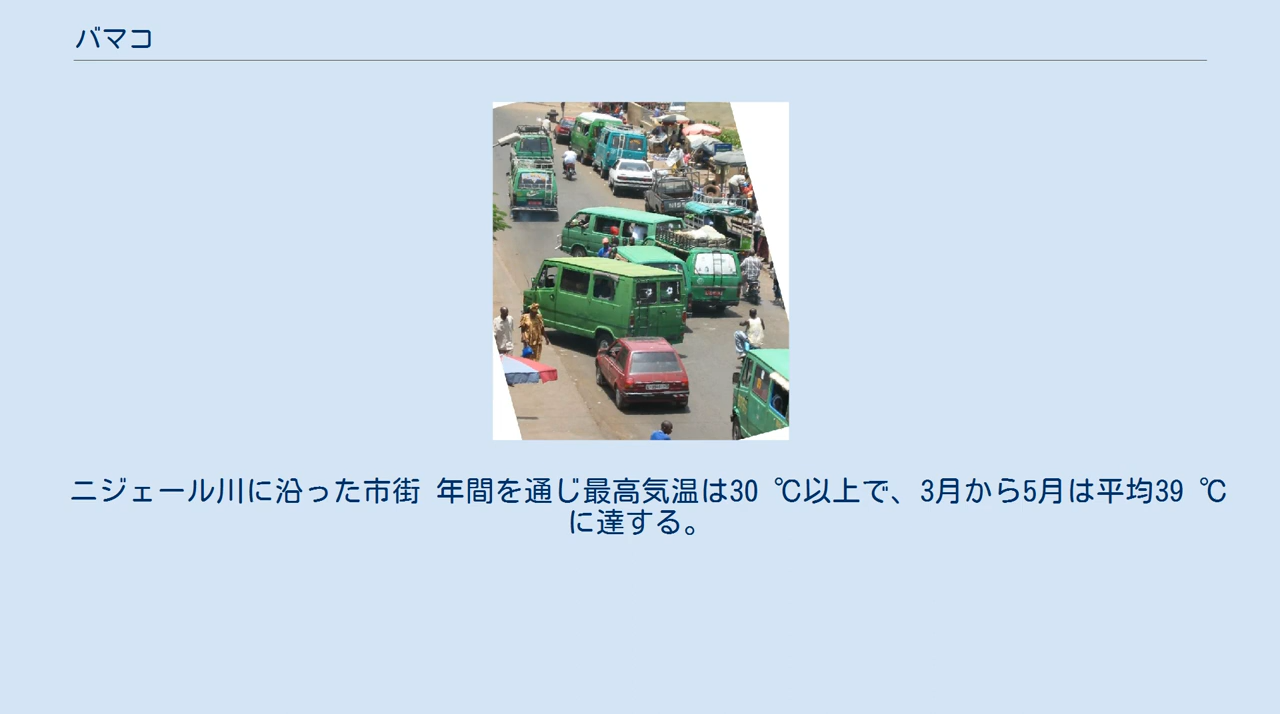 バマコ
ニジェール川に沿った市街 年間を通じ最高気温は30 ℃以上で、3月から5月は平均39 ℃
に達する。